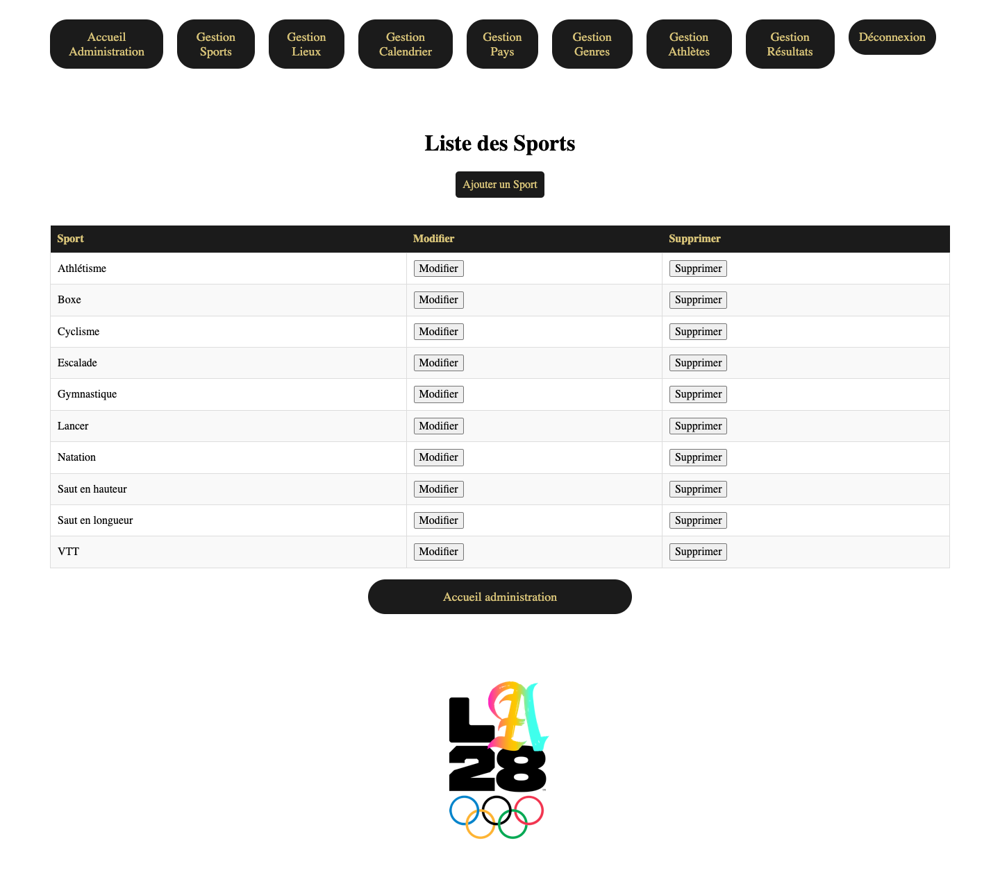 Accueil
Administration
Gestion
Sports
Gestion
Lieux
Gestion
Calendrier
Gestion
Pays
Gestion
Genres
Gestion
Athlètes
Gestion
Résultats
Déconnexion
Liste des Sports
Ajouter un Sport
Sport Modifier Supprimer
Athlétisme Modifier Supprimer
Boxe Modifier Supprimer
Cyclisme Modifier Supprimer
Escalade Modifier Supprimer
Gymnastique Modifier Supprimer
Lancer Modifier Supprimer
Natation Modifier Supprimer
Saut en hauteur Modifier Supprimer
Saut en longueur Modifier Supprimer
VTT Modifier Supprimer
Accueil administration
LA
28™